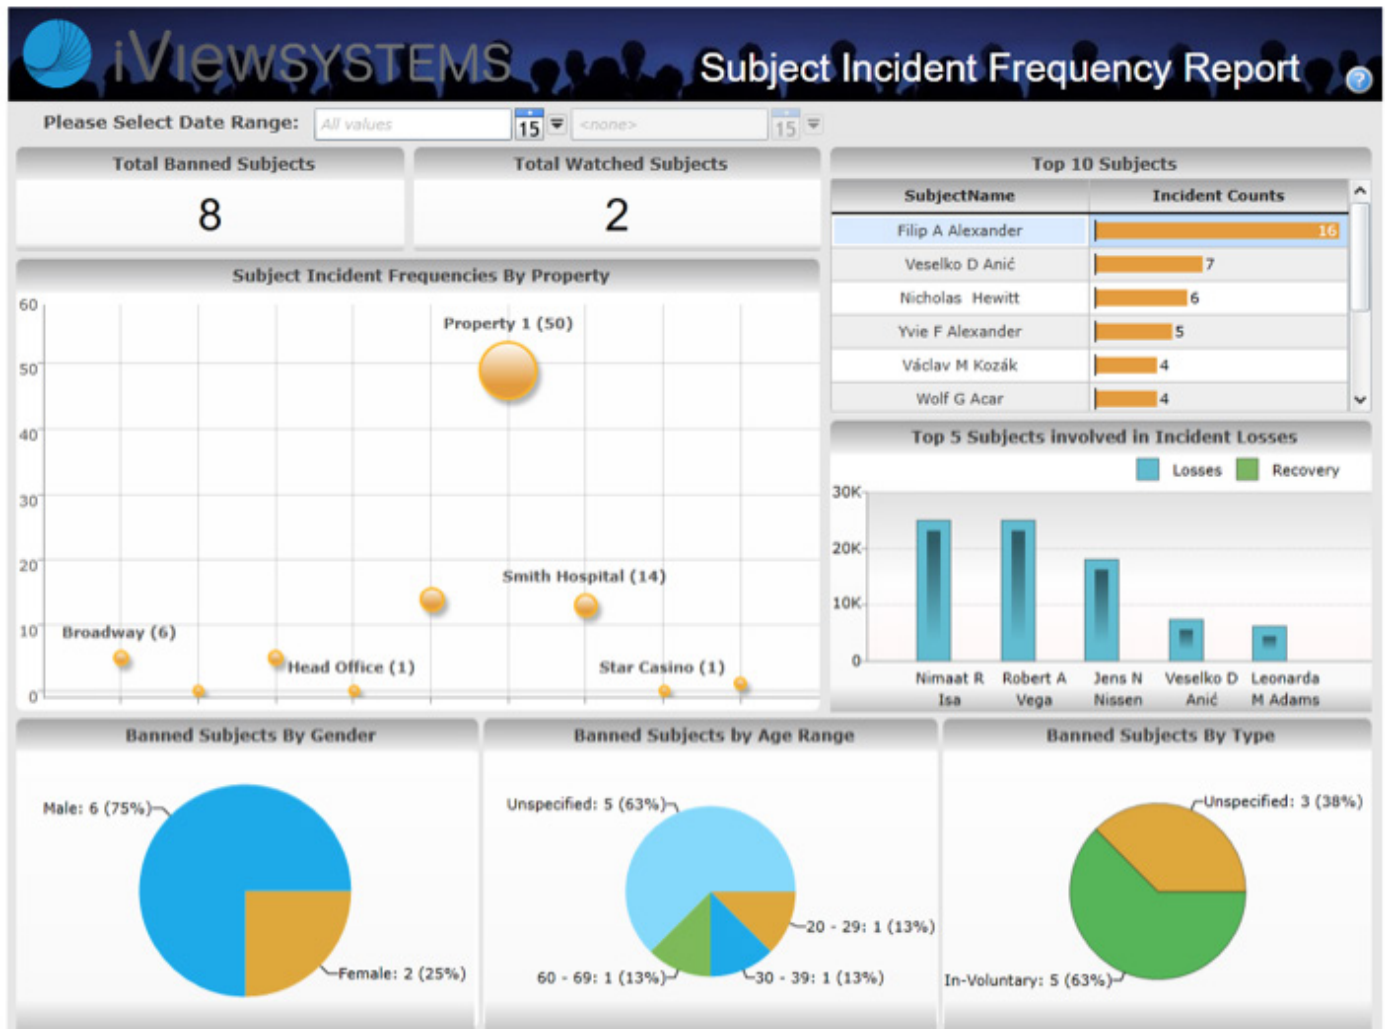 iViewSYSTEMS
Subject Incident Frequency Report
?
Please Select Date Range:
All values
15
<none>
15
Total Banned Subjects
8
Total Watched Subjects
2
Top 10 Subjects
SubjectName
Incident Counts
Filip A Alexander
16
Veselko D Anić
7
Nicholas Hewitt
6
Yvie F Alexander
5
Václav M Kozák
4
Wolf G Acar
4
Subject Incident Frequencies By Property
60
50
40
30
20
10
0
Property 1 (50)
Smith Hospital (14)
Broadway (6)
Head Office (1)
Star Casino (1)
Top 5 Subjects involved in Incident Losses
Losses
Recovery
30K
20K
10K
0
Nimaat R
Isa
Robert A
Vega
Jens N
Nissen
Veselko D
Anić
Leonarda
M Adams
Banned Subjects By Gender
Male: 6 (75%)
Female: 2 (25%)
Banned Subjects by Age Range
Unspecified: 5 (63%)
20 - 29: 1 (13%)
60 - 69: 1 (13%)
30 - 39: 1 (13%)
Banned Subjects By Type
Unspecified: 3 (38%)
In-Voluntary: 5 (63%)